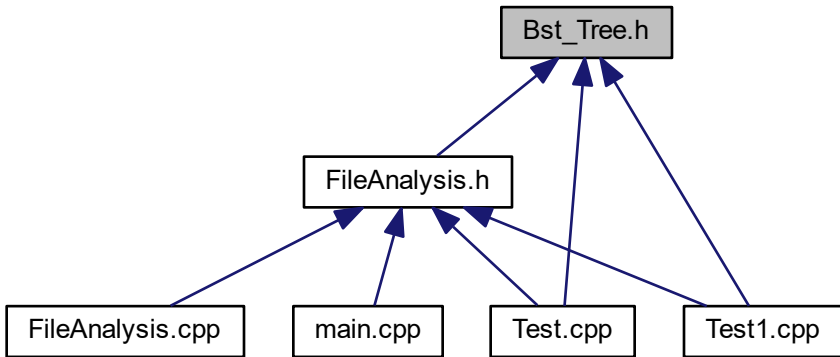 Bst_Tree.h
FileAnalysis.h
FileAnalysis.cpp
main.cpp
Test.cpp
Test1.cpp